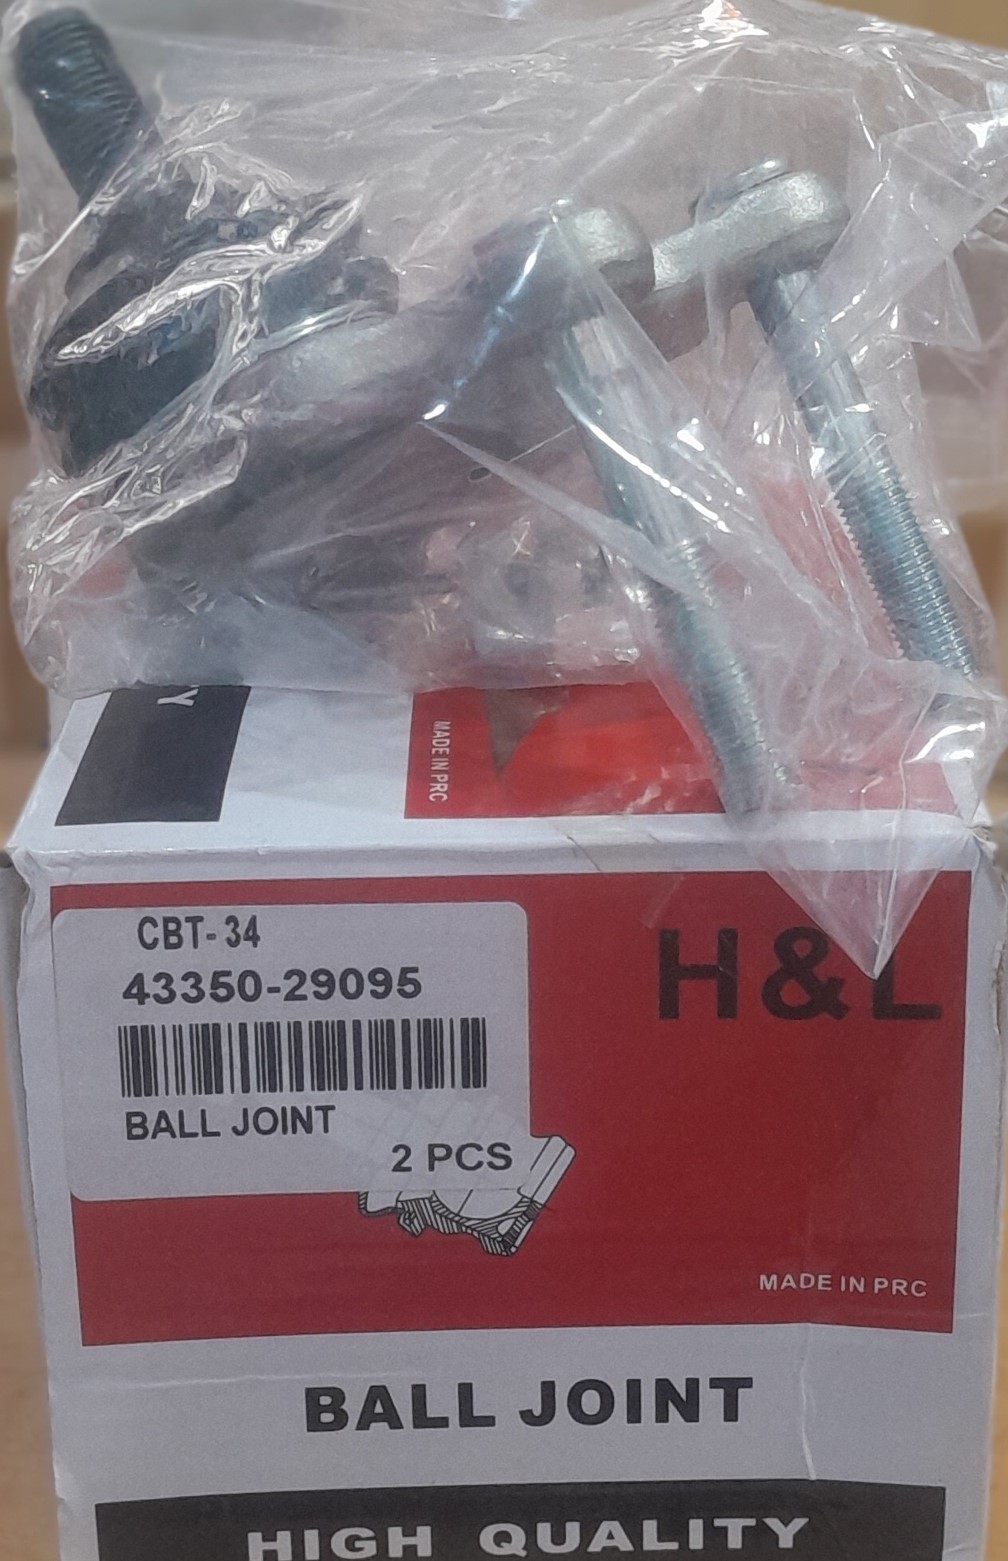 Y
MADE IN PRC
CBT-34
43350-29095
BALL JOINT
2 PCS
H&L
MADE IN PRC
BALL JOINT
HIGH QUALITY